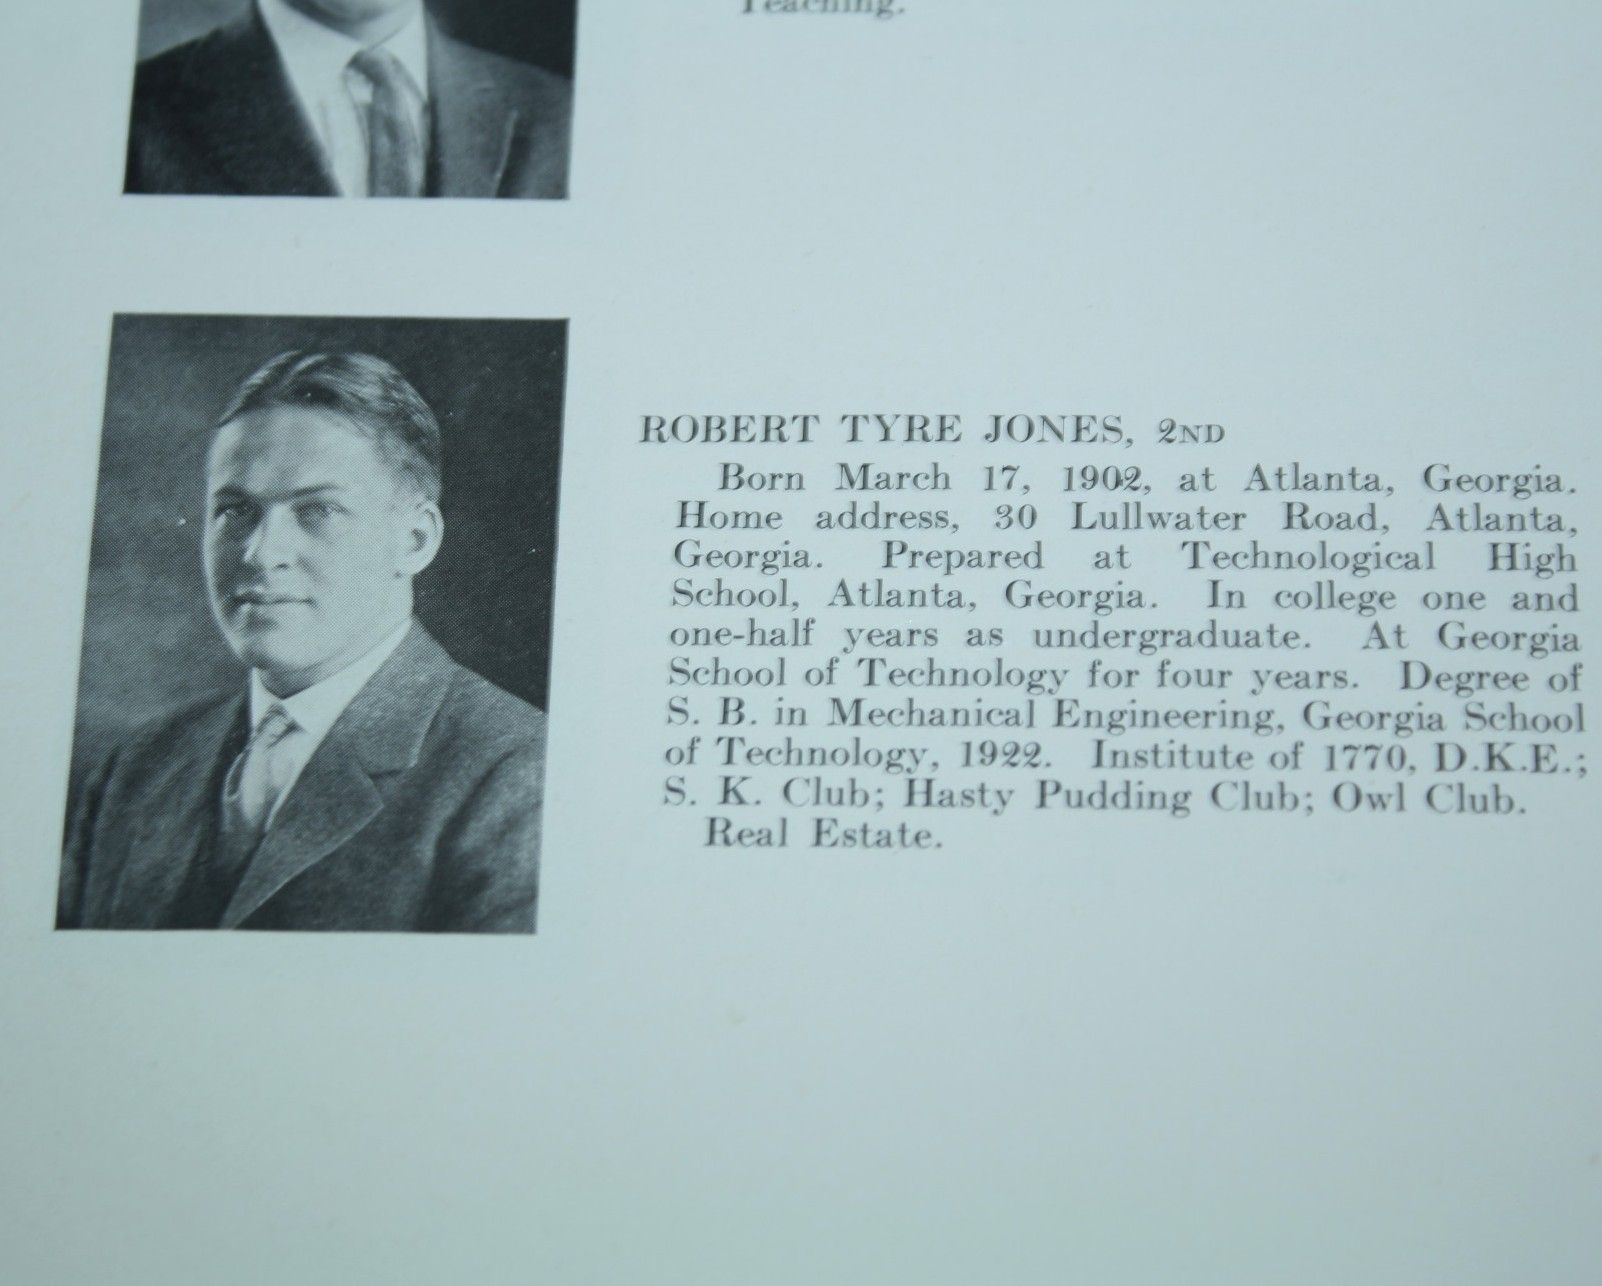 Teaching.
ROBERT TYRE JONES, 2ND
Born March 17, 1902, at Atlanta, Georgia.
Home address, 30 Lullwater Road, Atlanta,
Georgia. Prepared at Technological High
School, Atlanta, Georgia. In college one and
one-half years as undergraduate. At Georgia
School of Technology for four years. Degree of
S. B. in Mechanical Engineering, Georgia School
of Technology, 1922. Institute of 1770, D.K.E.;
S. K. Club; Hasty Pudding Club; Owl Club.
Real Estate.